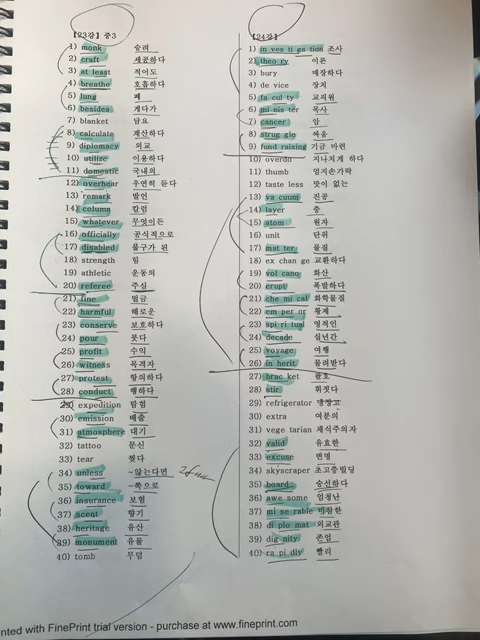 【23강】 중3
1) monk 승려
2) craft 세공하다
3) at least 적어도
4) breathe 호흡하다
5) lung 폐
6) besides 게다가
7) blanket 담요
8) calculate 계산하다
9) diplomacy 외교
10) utilize 이용하다
11) domestic 국내의
12) overhear 우연히 듣다
13) remark 발언
14) column 칼럼
15) whatever 무엇이든
16) officially 공식적으로
17) disabled 불구가 된
18) strength 힘
19) athletic 운동의
20) referee 주심
21) fine 벌금
22) harmful 해로운
23) conserve 보호하다
24) pour 붓다
25) profit 수익
26) witness 목격자
27) protest 항의하다
28) conduct 행하다
29) expedition 탐험
30) emission 배출
31) atmosphere 대기
32) tattoo 문신
33) tear 찢다
34) unless ~않는다면
35) toward ~쪽으로
36) insurance 보험
37) scent 향기
38) heritage 유산
39) monument 유물
40) tomb 무덤
【24강】
1) in ves ti ga tion 조사
2) theo ry 이론
3) bury 매장하다
4) de vice 장치
5) fa cul ty 교직원
6) mi nis ter 목사
7) cancer 암
8) strug gle 싸움
9) fund raising 기금 마련
10) overdo 지나치게 하다
11) thumb 엄지손가락
12) taste less 맛이 없는
13) va cuum 진공
14) layer 층
15) atom 원자
16) unit 단위
17) mat ter 물질
18) ex chan ge 교환하다
19) vol cano 화산
20) erupt 폭발하다
21) che mi cal 화학물질
22) em per or 황제
23) spi ri tual 영적인
24) decade 십년간
25) voyage 여행
26) in herit 물려받다
27) brac ket 괄호
28) stir 휘젓다
29) refrigerator 냉장고
30) extra 여분의
31) vege tarian 채식주의자
32) valid 유효한
33) excuse 변명
34) skyscraper 초고층빌딩
35) board 승선하다
36) awe some 엄청난
37) mi se rable 비참한
38) di plo mat 외교관
39) dig nity 존엄
40) ra pi dly 빨리
nted with FinePrint trial version - purchase at www.fineprint.com